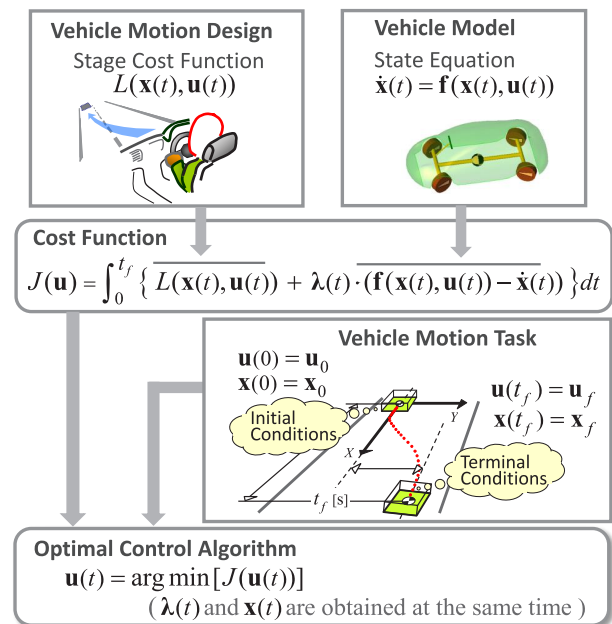 Vehicle Motion Design
Stage Cost Function
L(x(t), u(t))
Vehicle Model
State Equation
ẋ(t) = f(x(t), u(t))
Cost Function
J(u) = ∫₀^{t_f} { L(x(t), u(t)) + λ(t)·(f(x(t), u(t)) − ẋ(t)) }dt
Vehicle Motion Task
u(0) = u₀
x(0) = x₀
u(t_f) = u_f
x(t_f) = x_f
Initial
Conditions
Y
X
Terminal
Conditions
t_f [s]
Optimal Control Algorithm
u(t) = arg min[J(u(t))]
( λ(t) and x(t) are obtained at the same time )